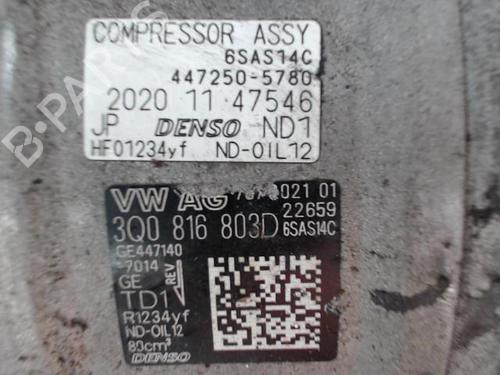 COMPRESSOR ASSY
6SAS14C
447250-5780
2020 11 47546
JP DENSO ND1
HF01234yf ND-OIL12
VW AG 021 01
22659
3Q0 816 803D 6SAS14C
GE447140
-7014
GE REV
TD1
R1234yf
ND-OIL12
80cm³
DENSO